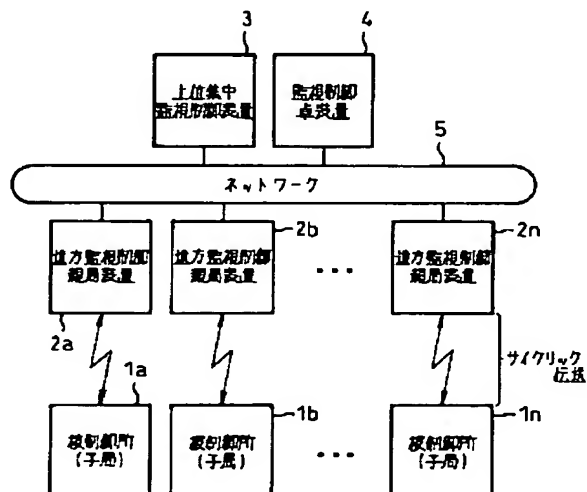 3
4
上位集中
監視制御装置
監視制御
卓装置
5
ネットワーク
遠方監視制御
親局装置
2a
遠方監視制御
親局装置
2b
...
遠方監視制御
親局装置
2n
サイクリック
伝送
1a
被制御所
(子局)
1b
被制御所
(子局)
...
1n
被制御所
(子局)